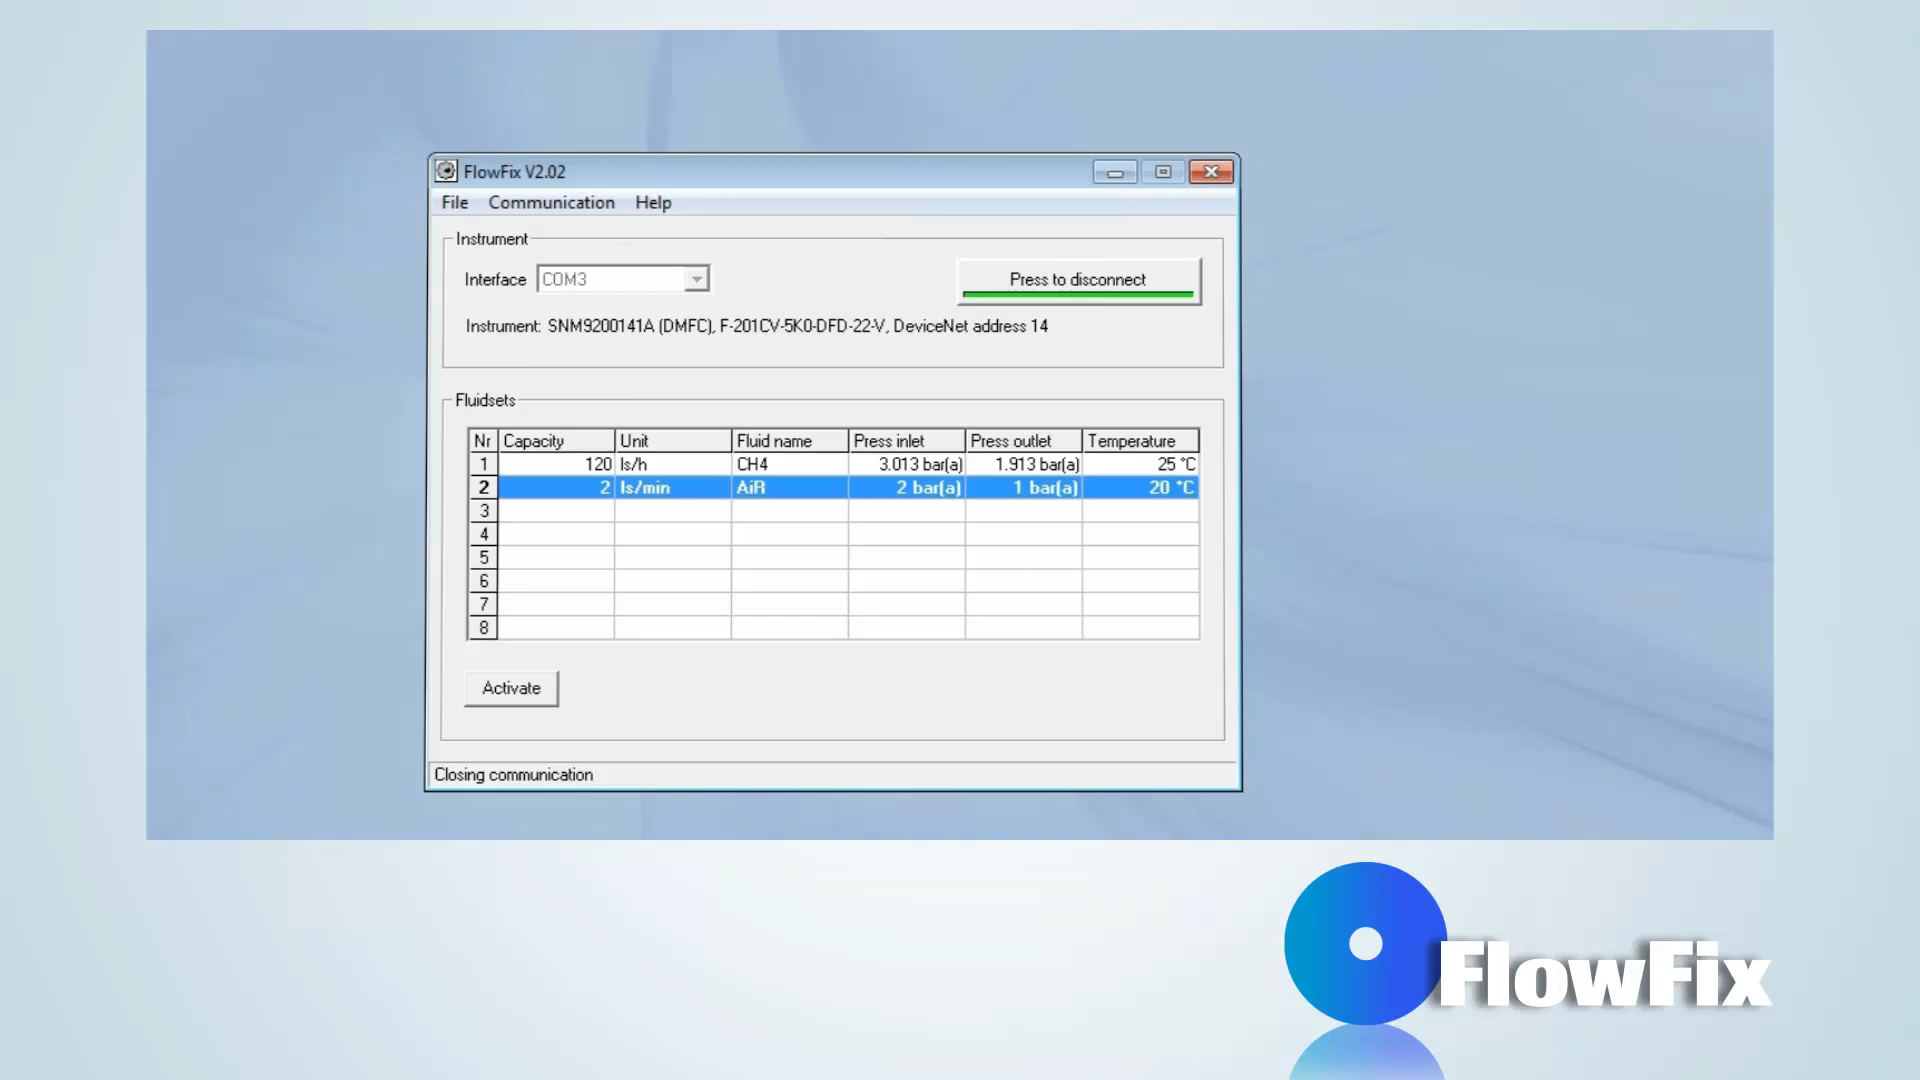 FlowFix V2.02
File Communication Help
Instrument
Interface COM3 Press to disconnect
Instrument: SNM9200141A (DMFC), F-201CV-5K0-DFD-22-V, DeviceNet address 14
Fluidsets
Nr Capacity Unit Fluid name Press inlet Press outlet Temperature
1 120 ls/h CH4 3.013 bar(a) 1.913 bar(a) 25 °C
2 2 ls/min AiR 2 bar(a) 1 bar(a) 20 °C
3
4
5
6
7
8
Activate
Closing communication
FlowFix